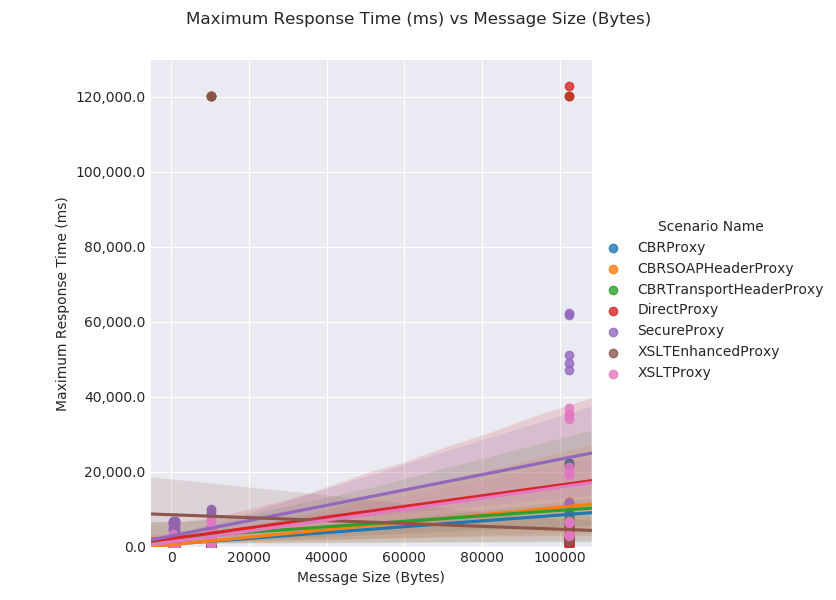 Maximum Response Time (ms) vs Message Size (Bytes)
120,000.0
100,000.0
80,000.0
60,000.0
40,000.0
20,000.0
0.0
Maximum Response Time (ms)
0
20000
40000
60000
80000
100000
Message Size (Bytes)
Scenario Name
CBRProxy
CBRSOAPHeaderProxy
CBRTransportHeaderProxy
DirectProxy
SecureProxy
XSLTEnhancedProxy
XSLTProxy